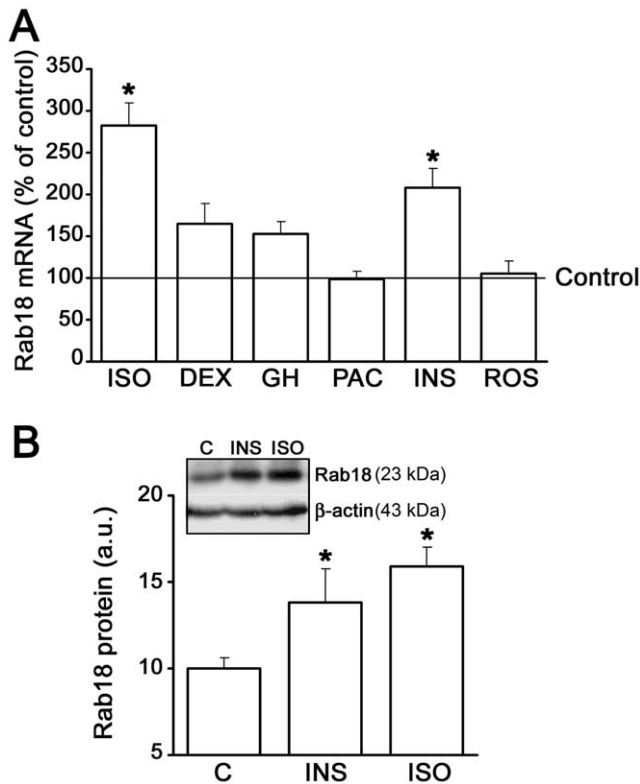 A
Rab18 mRNA (% of control)
350
300
250
200
150
100
50
0
*
*
Control
ISO DEX GH PAC INS ROS
B
C INS ISO
Rab18 (23 kDa)
β-actin (43 kDa)
Rab18 protein (a.u.)
20
15
10
5
*
*
C INS ISO